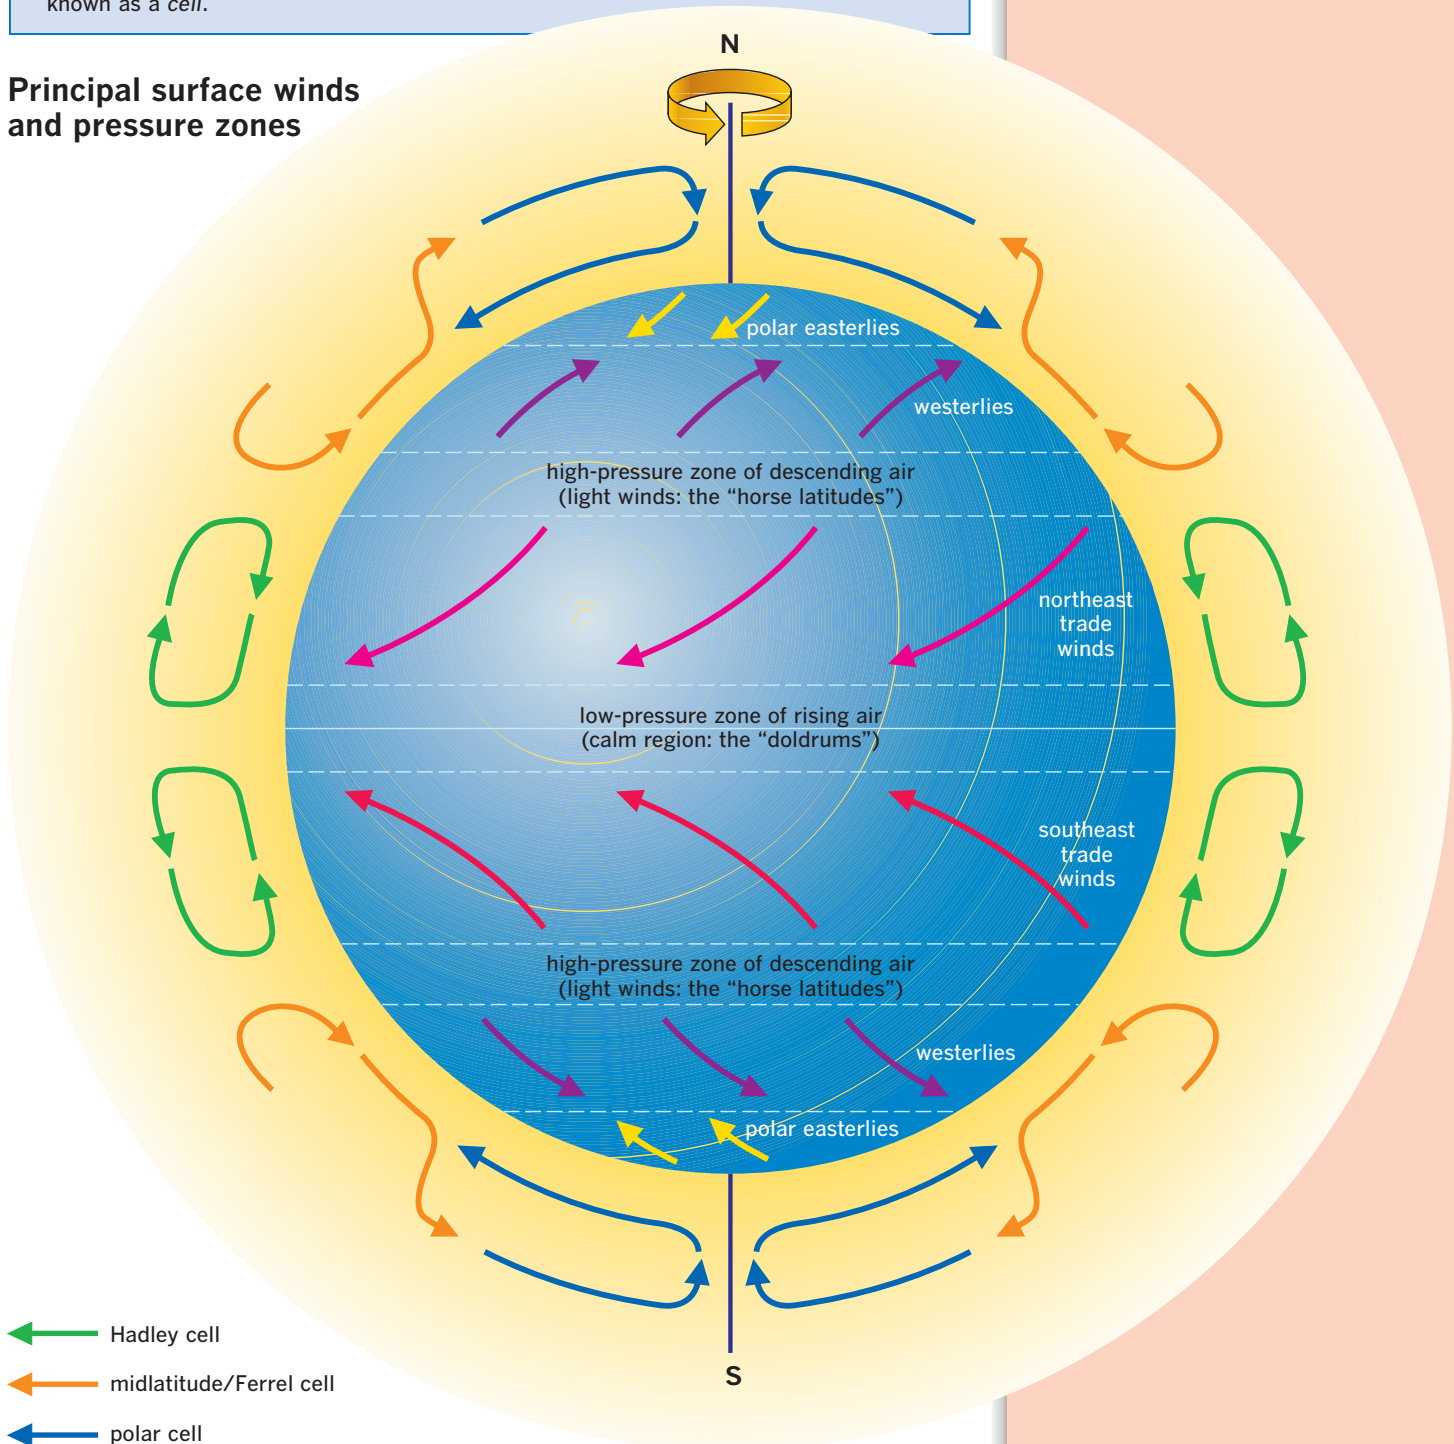 known as a cell.
Principal surface winds
and pressure zones
N
polar easterlies
westerlies
high-pressure zone of descending air
(light winds: the “horse latitudes”)
northeast
trade
winds
low-pressure zone of rising air
(calm region: the “doldrums”)
southeast
trade
winds
high-pressure zone of descending air
(light winds: the “horse latitudes”)
westerlies
polar easterlies
S
Hadley cell
midlatitude/Ferrel cell
polar cell